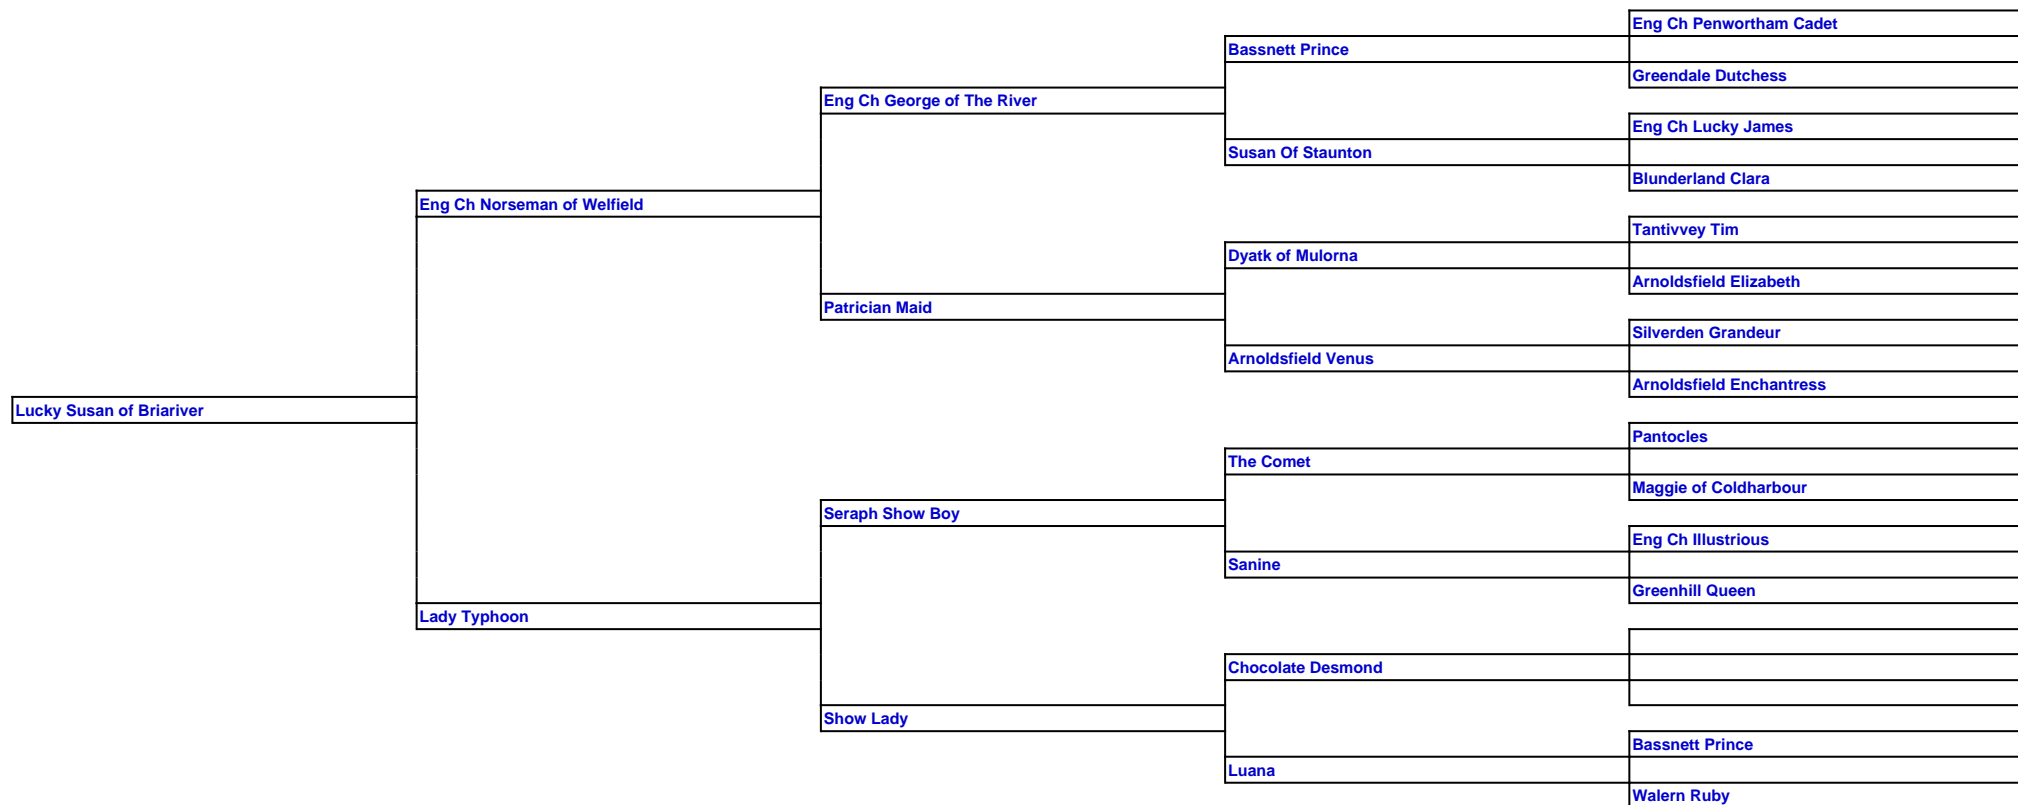 Eng Ch Penwortham Cadet
Bassnett Prince
Greendale Dutchess
Eng Ch George of The River
Eng Ch Lucky James
Susan Of Staunton
Blunderland Clara
Eng Ch Norseman of Welfield
Tantivvey Tim
Dyatk of Mulorna
Arnoldsfield Elizabeth
Patrician Maid
Silverden Grandeur
Arnoldsfield Venus
Arnoldsfield Enchantress
Lucky Susan of Briariver
Pantocles
The Comet
Maggie of Coldharbour
Seraph Show Boy
Eng Ch Illustrious
Sanine
Greenhill Queen
Lady Typhoon
Chocolate Desmond
Show Lady
Bassnett Prince
Luana
Walern Ruby